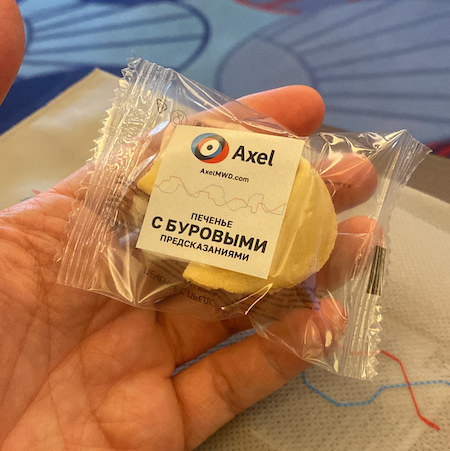 Axel
AxelMWD.com
ПЕЧЕНЬЕ
С БУРОВЫМИ
ПРЕДСКАЗАНИЯМИ